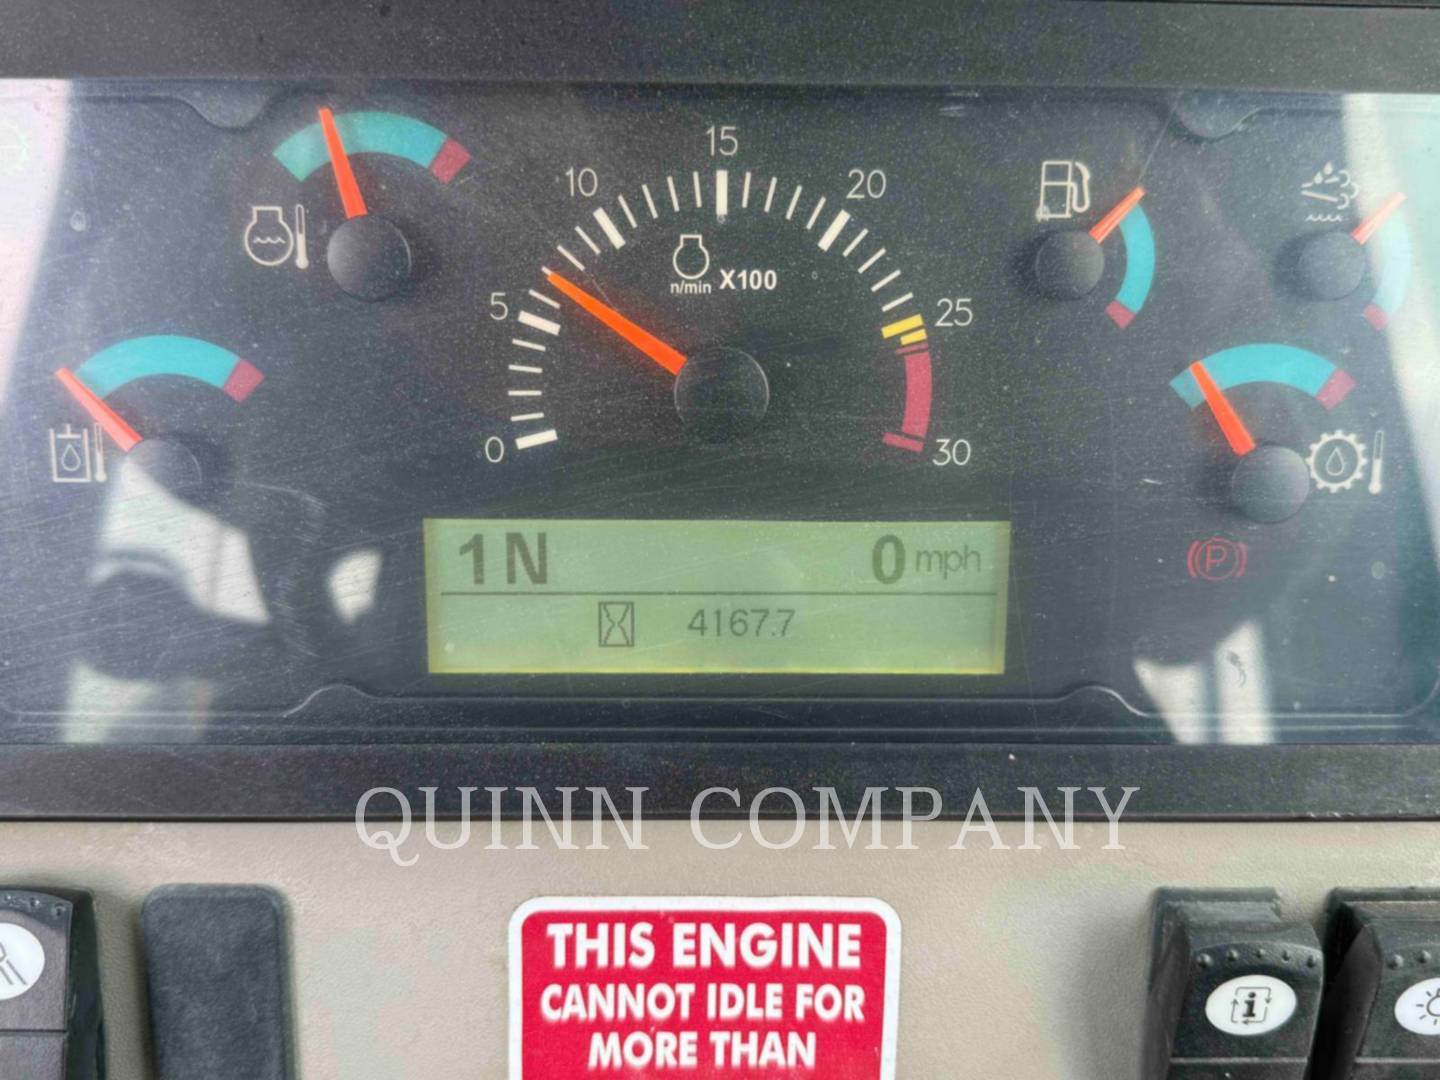 15
10
20
5
25
n/min X100
0
30
1N 0 mph
4167.7
P
QUINN COMPANY
THIS ENGINE
CANNOT IDLE FOR
MORE THAN
i